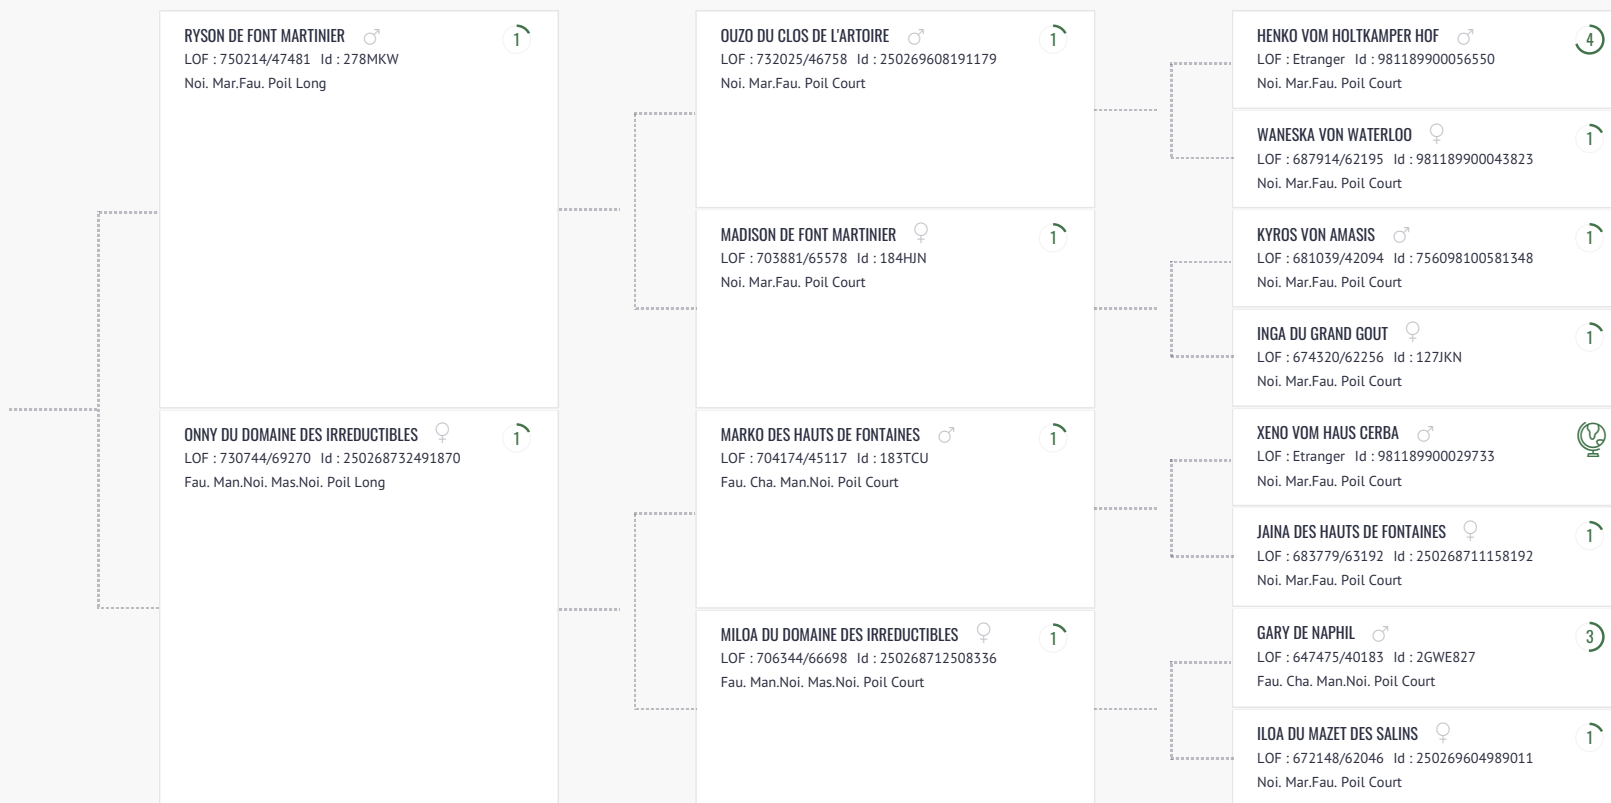 RYSON DE FONT MARTINIER 1
LOF : 750214/47481 Id : 278MKW
Noi. Mar.Fau. Poil Long
ONNY DU DOMAINE DES IRREDUCTIBLES 1
LOF : 730744/69270 Id : 250268732491870
Fau. Man.Noi. Mas.Noi. Poil Long
OUZO DU CLOS DE L'ARTOIRE 1
LOF : 732025/46758 Id : 250269608191179
Noi. Mar.Fau. Poil Court
MADISON DE FONT MARTINIER 1
LOF : 703881/65578 Id : 184HJN
Noi. Mar.Fau. Poil Court
MARKO DES HAUTS DE FONTAINES 1
LOF : 704174/45117 Id : 183TCU
Fau. Cha. Man.Noi. Poil Court
MILOA DU DOMAINE DES IRREDUCTIBLES 1
LOF : 706344/66698 Id : 250268712508336
Fau. Man.Noi. Mas.Noi. Poil Court
HENKO VOM HOLTKAMPER HOF 4
LOF : Etranger Id : 981189900056550
Noi. Mar.Fau. Poil Court
WANESKA VON WATERLOO 1
LOF : 687914/62195 Id : 981189900043823
Noi. Mar.Fau. Poil Court
KYROS VON AMASIS 1
LOF : 681039/42094 Id : 756098100581348
Noi. Mar.Fau. Poil Court
INGA DU GRAND GOUT 1
LOF : 674320/62256 Id : 127JKN
Noi. Mar.Fau. Poil Court
XENO VOM HAUS CERBA
LOF : Etranger Id : 981189900029733
Noi. Mar.Fau. Poil Court
JAINA DES HAUTS DE FONTAINES 1
LOF : 683779/63192 Id : 250268711158192
Noi. Mar.Fau. Poil Court
GARY DE NAPHIL 3
LOF : 647475/40183 Id : 2GWE827
Fau. Cha. Man.Noi. Poil Court
ILOA DU MAZET DES SALINS 1
LOF : 672148/62046 Id : 250269604989011
Noi. Mar.Fau. Poil Court